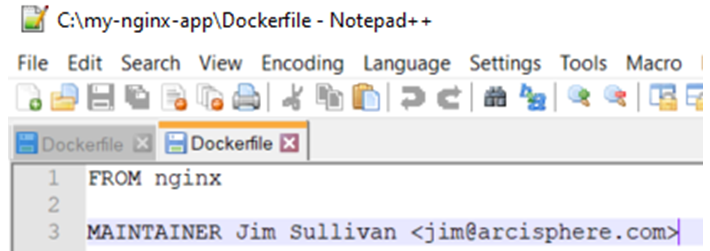 C:\my-nginx-app\Dockerfile - Notepad++
File Edit Search View Encoding Language Settings Tools Macro
Dockerfile Dockerfile
1 FROM nginx
2
3 MAINTAINER Jim Sullivan <jim@arcisphere.com>